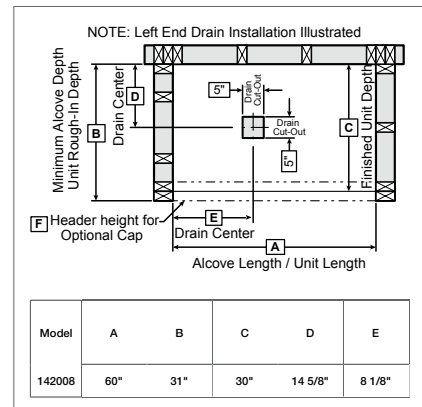 NOTE: Left End Drain Installation Illustrated
Minimum Alcove Depth
Unit Rough-In Depth
B
Drain Center
D
5"
Drain
Cut-Out
Drain
Cut-Out
5"
C
Finished Unit Depth
E
Drain Center
F Header height for
Optional Cap
A
Alcove Length / Unit Length
Model A B C D E
142008 60" 31" 30" 14 5/8" 8 1/8"